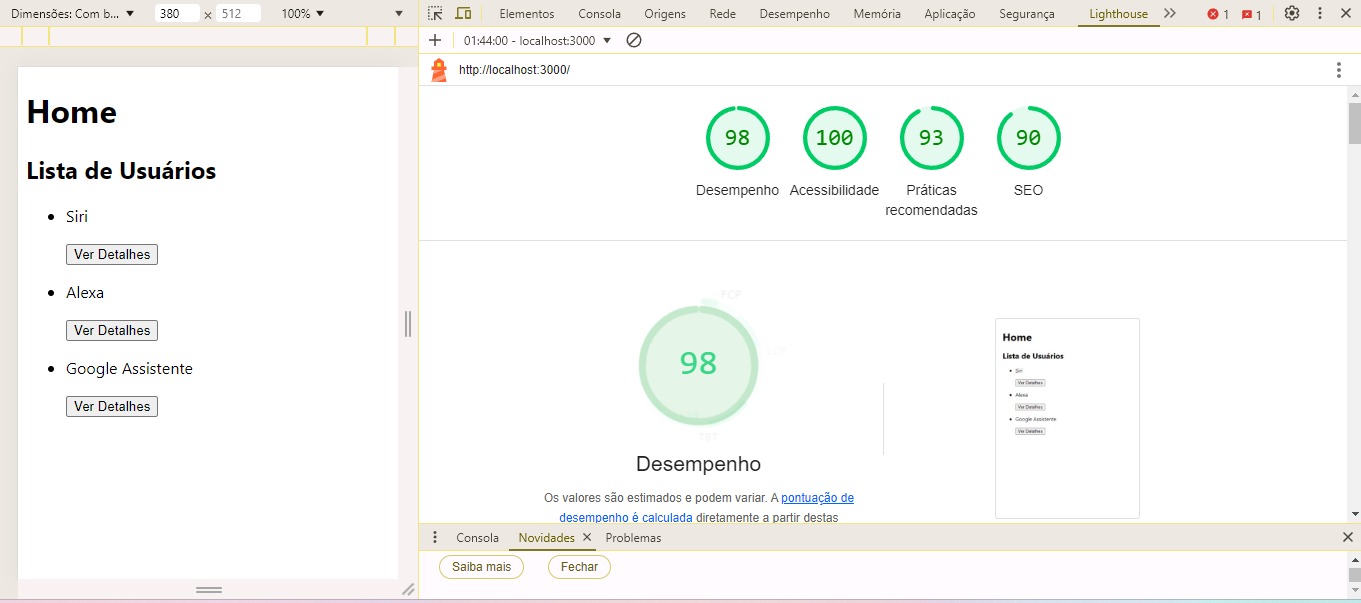 Dimensões: Com b... 380 × 512 100%
Elementos Consola Origens Rede Desempenho Memória Aplicação Segurança Lighthouse 1 1
01:44:00 - localhost:3000
http://localhost:3000/
Home
Lista de Usuários
Siri
Ver Detalhes
Alexa
Ver Detalhes
Google Assistente
Ver Detalhes
98 100 93 90
Desempenho Acessibilidade Práticas recomendadas SEO
FCP
LCP
98
TBT
Desempenho
Os valores são estimados e podem variar. A pontuação de
desempenho é calculada diretamente a partir destas
Home
Lista de Usuários
Siri
Ver Detalhes
Alexa
Ver Detalhes
Google Assistente
Ver Detalhes
Consola Novidades Problemas
Saiba mais Fechar